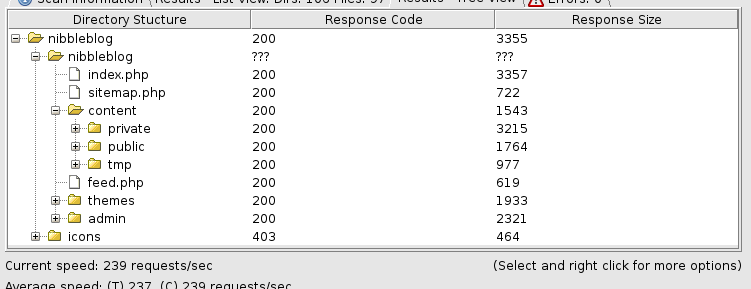 Scan Information \ Results - List View: Dirs: 166 Files: 97 \ Results - Tree View \ Errors: 0 \
Directory Stucture Response Code Response Size
nibbleblog 200 3355
nibbleblog ??? ???
index.php 200 3357
sitemap.php 200 722
content 200 1543
private 200 3215
public 200 1764
tmp 200 977
feed.php 200 619
themes 200 1933
admin 200 2321
icons 403 464
Current speed: 239 requests/sec (Select and right click for more options)
Average speed: (T) 237, (C) 239 requests/sec